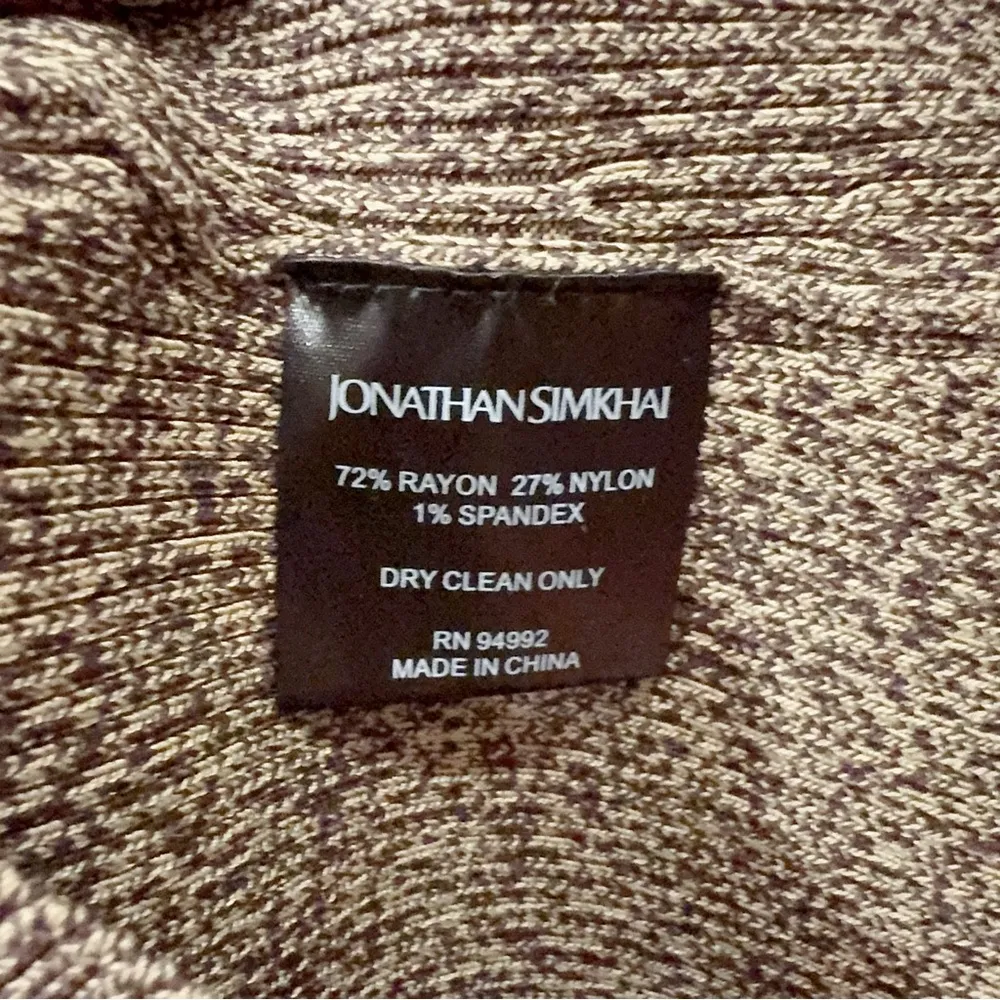 JONATHAN SIMKHAI
72% RAYON 27% NYLON
1% SPANDEX
DRY CLEAN ONLY
RN 94992
MADE IN CHINA